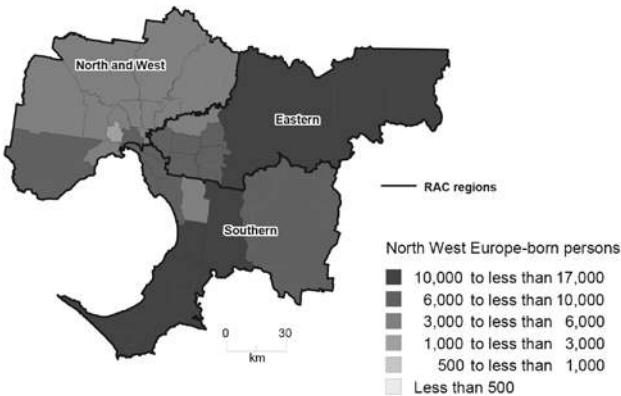 North and West
Eastern
RAC regions
Southern
North West Europe-born persons
10,000 to less than 17,000
6,000 to less than 10,000
3,000 to less than 6,000
1,000 to less than 3,000
500 to less than 1,000
Less than 500
0 30
km